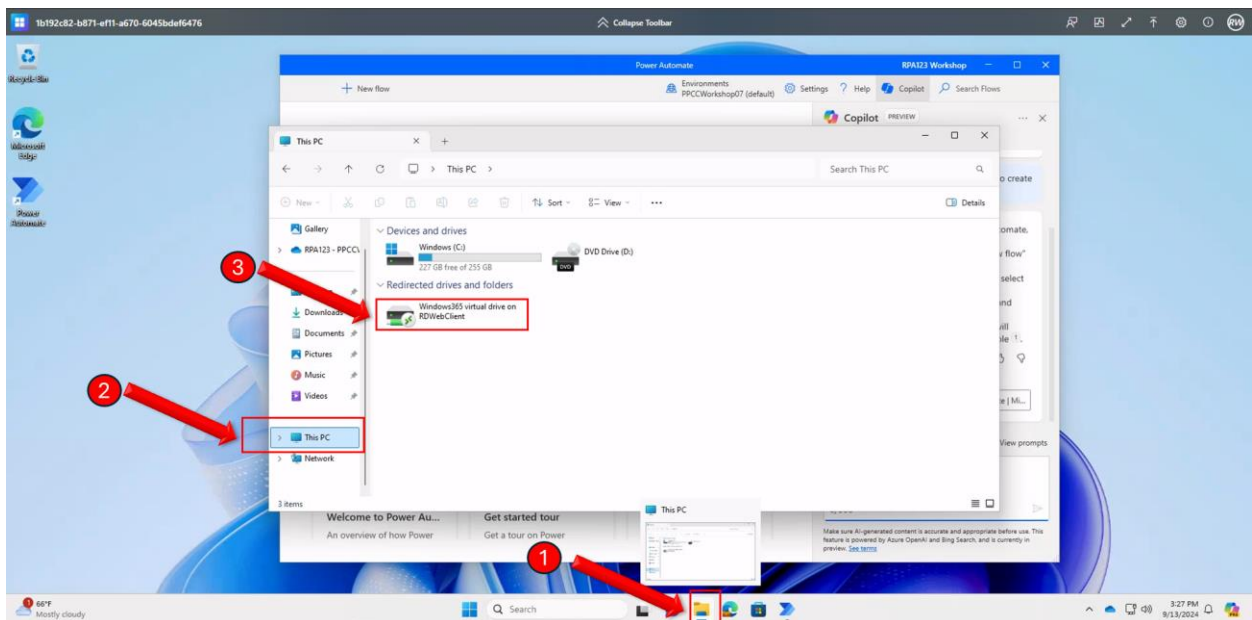 1b192c82-b871-ef11-a670-6045bdef6476
Collapse Toolbar
RW
Recycle Bin
Microsoft Edge
Power Automate
Power Automate
RPA123 Workshop
New flow
Environments
PPCCWorkshop07 (default)
Settings
Help
Copilot
Search Flows
Copilot
PREVIEW
This PC
This PC
Search This PC
o create
New
Sort
View
Details
Gallery
RPA123 - PPCCV
Downloads
Documents
Pictures
Music
Videos
This PC
Network
Devices and drives
Windows (C:)
227 GB free of 255 GB
DVD Drive (D:)
DVD
Redirected drives and folders
Windows365 virtual drive on
RDWebClient
3
2
1
omate.
v flow"
select
nd
vill
le 1.
e | Mi...
View prompts
3 items
This PC
Welcome to Power Au...
An overview of how Power
Get started tour
Get a tour on Power
Make sure AI-generated content is accurate and appropriate before use. This
feature is powered by Azure OpenAI and Bing Search, and is currently in
preview. See terms
66°F
Mostly cloudy
Search
3:27 PM
9/13/2024